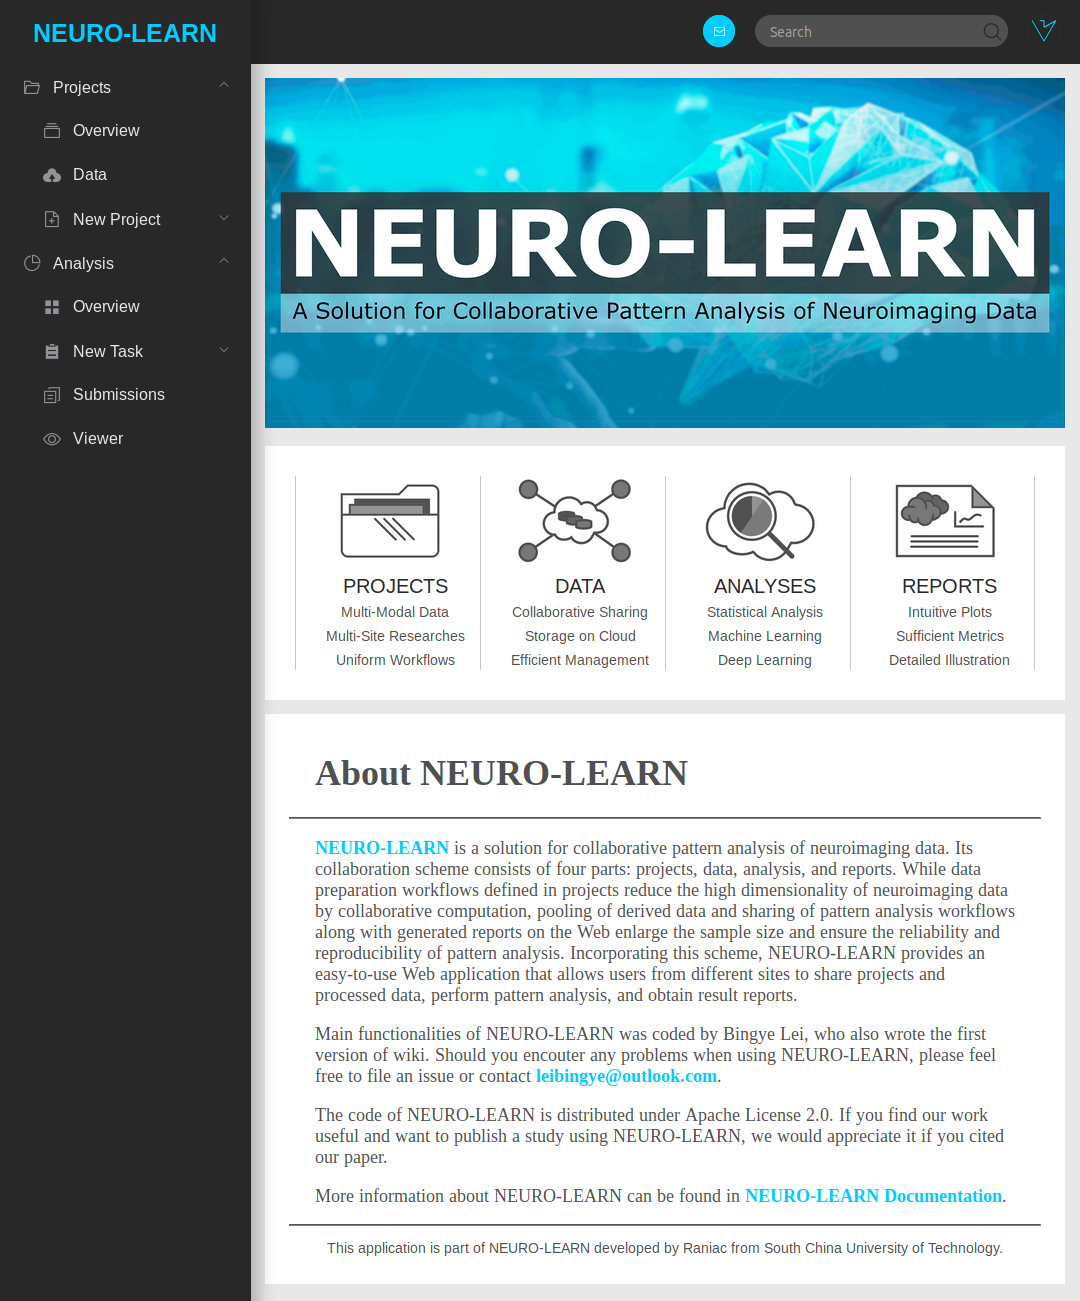 NEURO-LEARN
Search
Projects
Overview
Data
New Project
Analysis
Overview
New Task
Submissions
Viewer
NEURO-LEARN
A Solution for Collaborative Pattern Analysis of Neuroimaging Data
PROJECTS
Multi-Modal Data
Multi-Site Researches
Uniform Workflows
DATA
Collaborative Sharing
Storage on Cloud
Efficient Management
ANALYSES
Statistical Analysis
Machine Learning
Deep Learning
REPORTS
Intuitive Plots
Sufficient Metrics
Detailed Illustration
About NEURO-LEARN
NEURO-LEARN is a solution for collaborative pattern analysis of neuroimaging data. Its
collaboration scheme consists of four parts: projects, data, analysis, and reports. While data
preparation workflows defined in projects reduce the high dimensionality of neuroimaging data
by collaborative computation, pooling of derived data and sharing of pattern analysis workflows
along with generated reports on the Web enlarge the sample size and ensure the reliability and
reproducibility of pattern analysis. Incorporating this scheme, NEURO-LEARN provides an
easy-to-use Web application that allows users from different sites to share projects and
processed data, perform pattern analysis, and obtain result reports.
Main functionalities of NEURO-LEARN was coded by Bingye Lei, who also wrote the first
version of wiki. Should you encouter any problems when using NEURO-LEARN, please feel
free to file an issue or contact leibingye@outlook.com.
The code of NEURO-LEARN is distributed under Apache License 2.0. If you find our work
useful and want to publish a study using NEURO-LEARN, we would appreciate it if you cited
our paper.
More information about NEURO-LEARN can be found in NEURO-LEARN Documentation.
This application is part of NEURO-LEARN developed by Raniac from South China University of Technology.